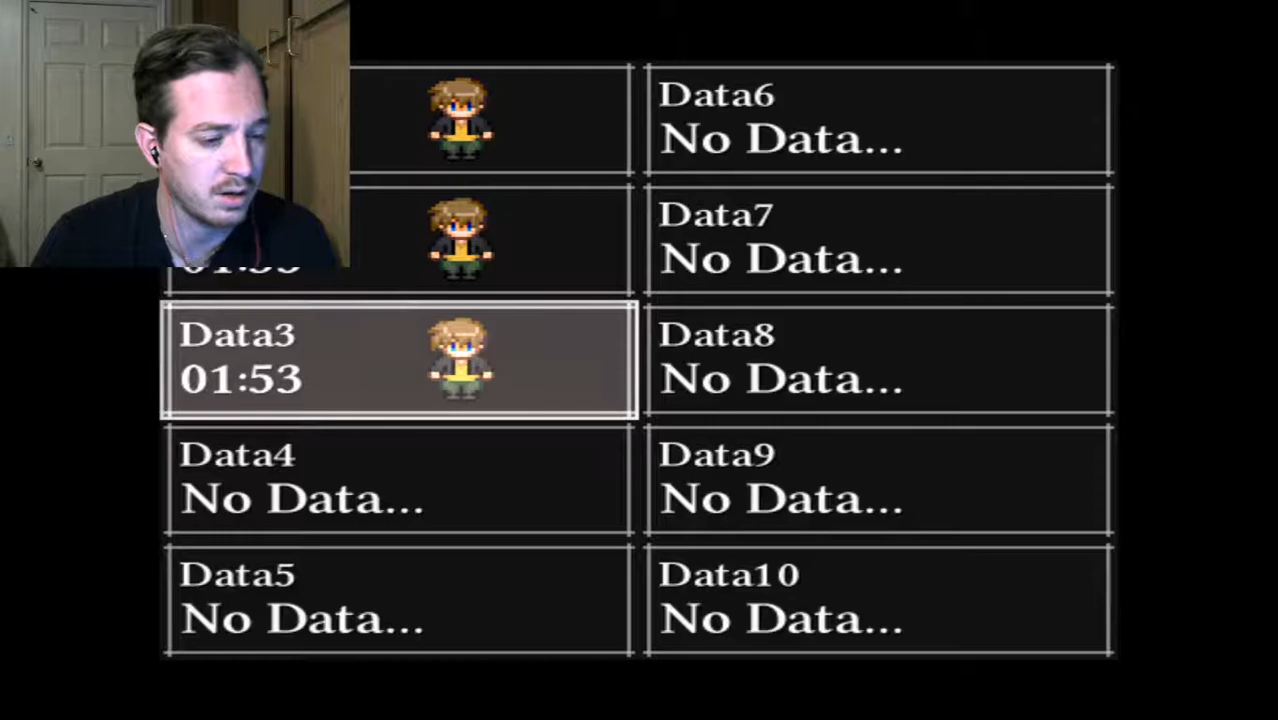 Data3
01:53
Data4
No Data...
Data5
No Data...
Data6
No Data...
Data7
No Data...
Data8
No Data...
Data9
No Data...
Data10
No Data...